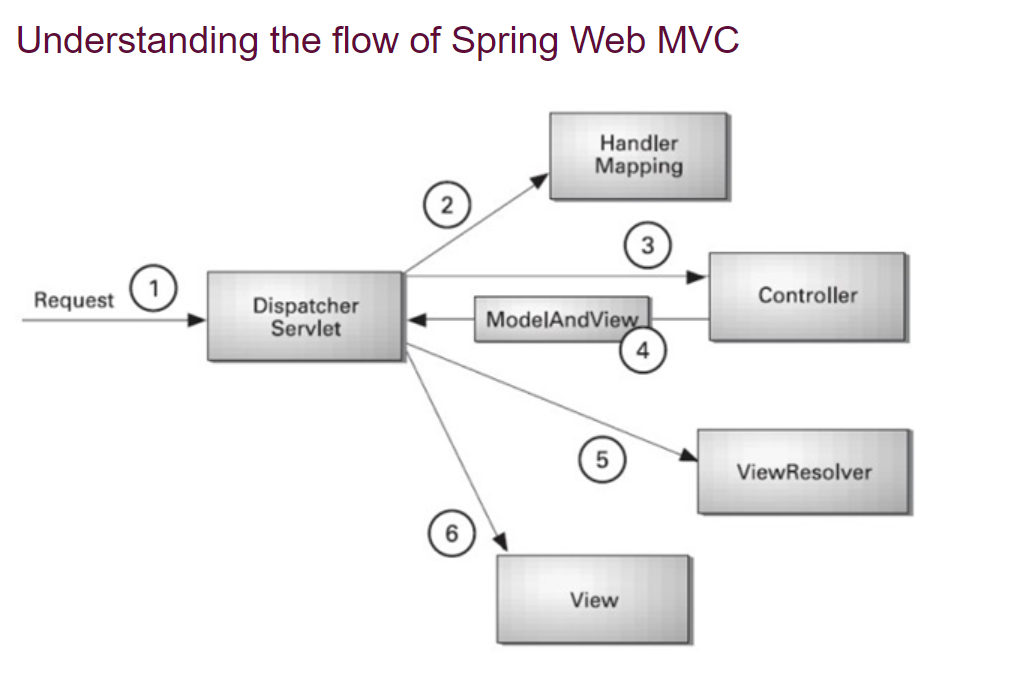 Understanding the flow of Spring Web MVC
Handler
Mapping
2
3
1
Request
Dispatcher
Servlet
ModelAndView
4
Controller
5
ViewResolver
6
View